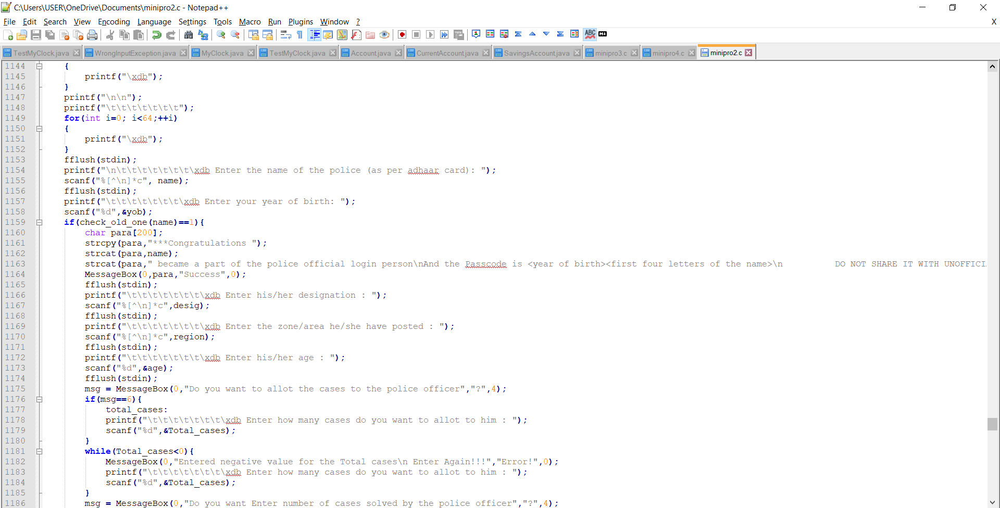 C:\Users\USER\OneDrive\Documents\minipro2.c - Notepad++
File Edit Search View Encoding Language Settings Tools Macro Run Plugins Window ? X
TestMyClock.java WrongInputException.java MyClock.java TestMyClock.java Account.java CurrentAccount.java SavingsAccount.java minipro3.c minipro4.c minipro2.c
1144 {
1145 printf("\xdb");
1146 }
1147 printf("\n\n");
1148 printf("\t\t\t\t\t\t\t");
1149 for(int i=0; i<64;++i)
1150 {
1151 printf("\xdb");
1152 }
1153 fflush(stdin);
1154 printf("\n\t\t\t\t\t\t\t\xdb Enter the name of the police (as per adhaar card): ");
1155 scanf("%[^\n]*c", name);
1156 fflush(stdin);
1157 printf("\t\t\t\t\t\t\t\xdb Enter your year of birth: ");
1158 scanf("%d",&yob);
1159 if(check_old_one(name)==1){
1160 char para[200];
1161 strcpy(para,"***Congratulations ");
1162 strcat(para,name);
1163 strcat(para," became a part of the police official login person\nAnd the Passcode is <year of birth><first four letters of the name>\n DO NOT SHARE IT WITH UNOFFICI
1164 MessageBox(0,para,"Success",0);
1165 fflush(stdin);
1166 printf("\t\t\t\t\t\t\t\xdb Enter his/her designation : ");
1167 scanf("%[^\n]*c",desig);
1168 fflush(stdin);
1169 printf("\t\t\t\t\t\t\t\xdb Enter the zone/area he/she have posted : ");
1170 scanf("%[^\n]*c",region);
1171 fflush(stdin);
1172 printf("\t\t\t\t\t\t\t\xdb Enter his/her age : ");
1173 scanf("%d",&age);
1174 fflush(stdin);
1175 msg = MessageBox(0,"Do you want to allot the cases to the police officer","?",4);
1176 if(msg==6){
1177 total_cases:
1178 printf("\t\t\t\t\t\t\t\xdb Enter how many cases do you want to allot to him : ");
1179 scanf("%d",&Total_cases);
1180 }
1181 while(Total_cases<0){
1182 MessageBox(0,"Entered negative value for the Total cases\n Enter Again!!!","Error!",0);
1183 printf("\t\t\t\t\t\t\t\xdb Enter how many cases do you want to allot to him : ");
1184 scanf("%d",&Total_cases);
1185 }
1186 msg = MessageBox(0,"Do you want Enter number of cases solved by the police officer","?",4);